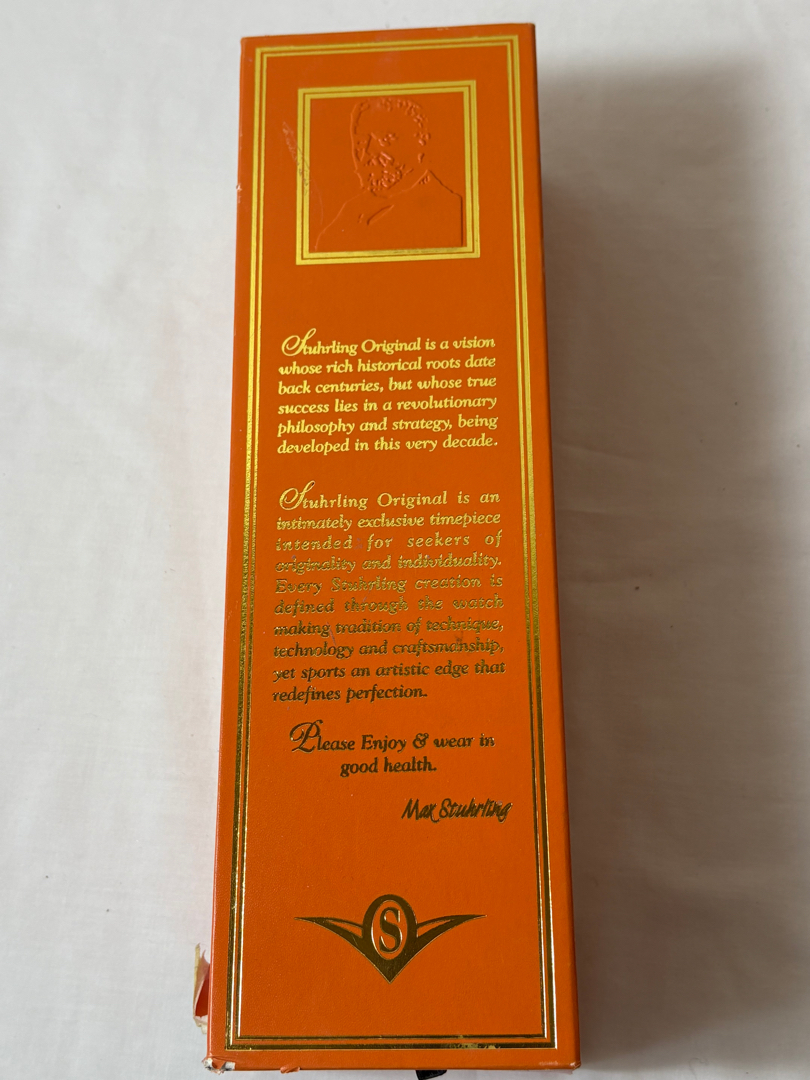 Stuhrling Original is a vision
whose rich historical roots date
back centuries, but whose true
success lies in a revolutionary
philosophy and strategy, being
developed in this very decade.
Stuhrling Original is an
intimately exclusive timepiece
intended for seekers of
originality and individuality.
Every Stuhrling creation is
defined through the watch
making tradition of technique,
technology and craftsmanship,
yet sports an artistic edge that
redefines perfection.
Please Enjoy & wear in
good health.
Max Stuhrling
S